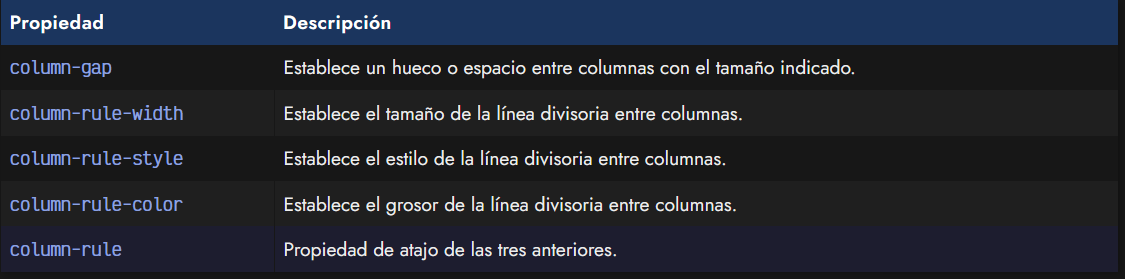 Propiedad Descripción
column-gap Establece un hueco o espacio entre columnas con el tamaño indicado.
column-rule-width Establece el tamaño de la línea divisoria entre columnas.
column-rule-style Establece el estilo de la línea divisoria entre columnas.
column-rule-color Establece el grosor de la línea divisoria entre columnas.
column-rule Propiedad de atajo de las tres anteriores.